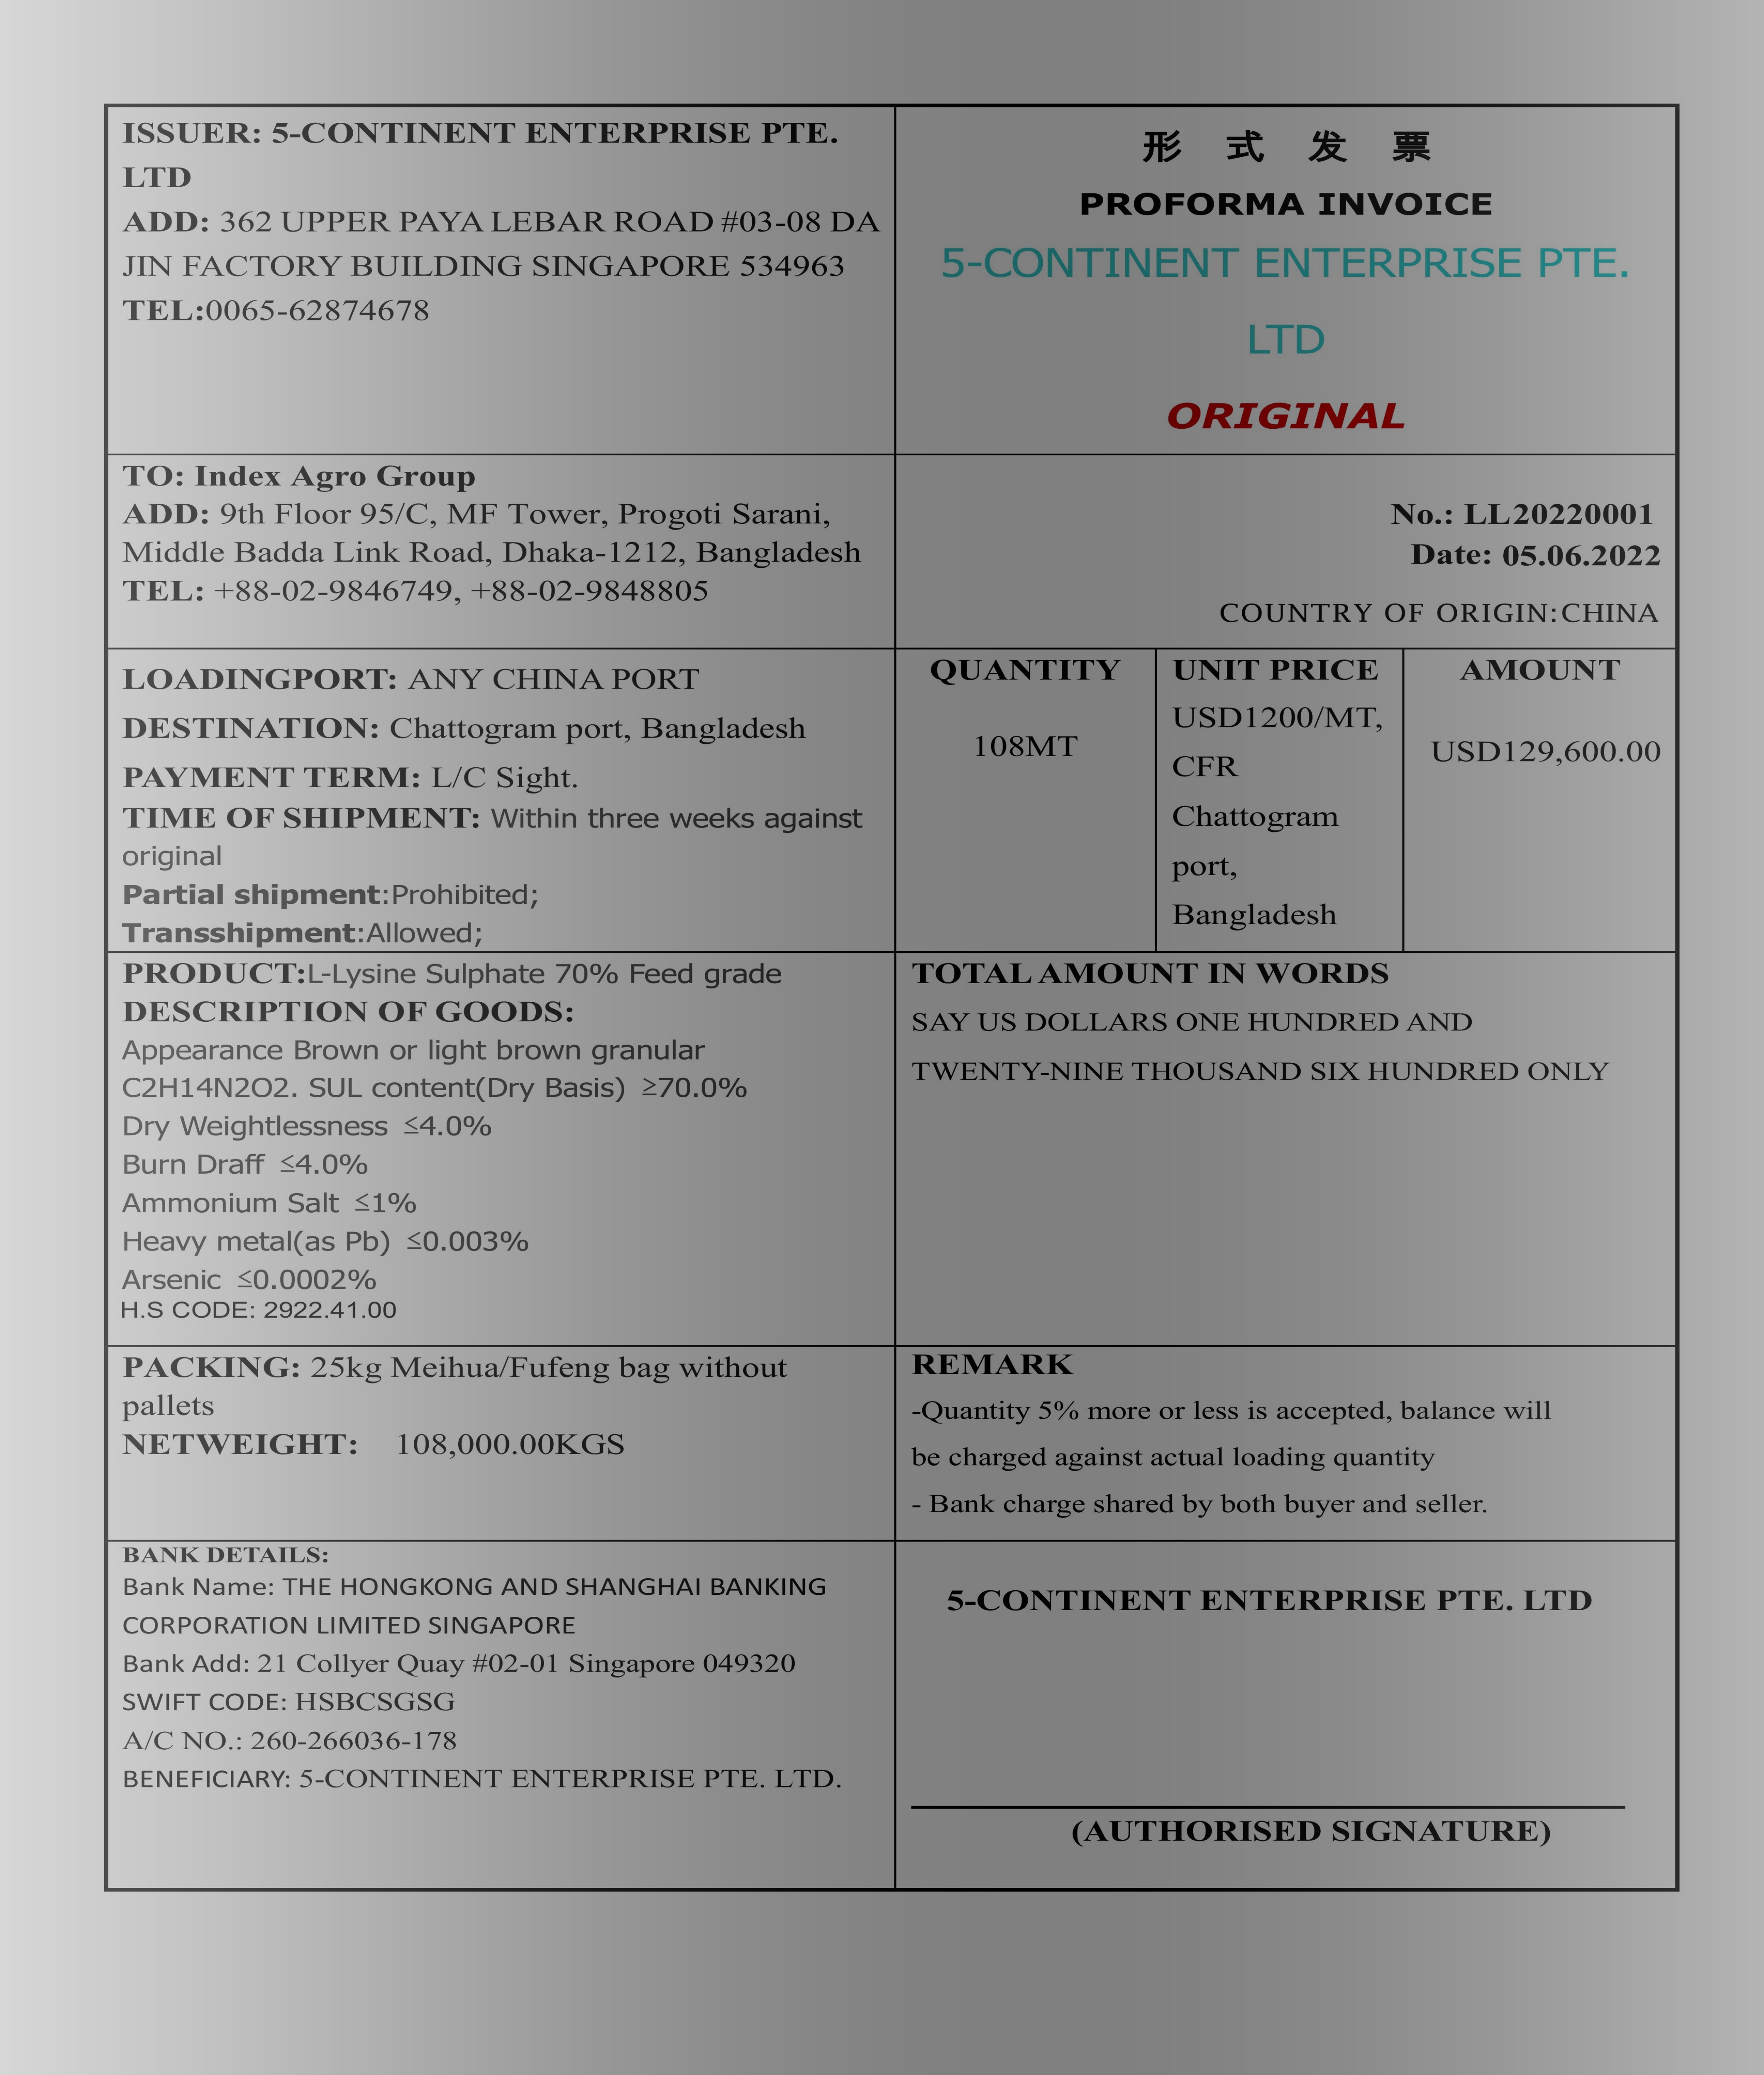 ISSUER: 5-CONTINENT ENTERPRISE PTE.
LTD
ADD: 362 UPPER PAYA LEBAR ROAD #03-08 DA
JIN FACTORY BUILDING SINGAPORE 534963
TEL:0065-62874678
形 式 发 票
PROFORMA INVOICE
5-CONTINENT ENTERPRISE PTE.
LTD
ORIGINAL
TO: Index Agro Group
ADD: 9th Floor 95/C, MF Tower, Progoti Sarani,
Middle Badda Link Road, Dhaka-1212, Bangladesh
TEL: +88-02-9846749, +88-02-9848805
No.: LL20220001
Date: 05.06.2022
COUNTRY OF ORIGIN:CHINA
LOADINGPORT: ANY CHINA PORT
DESTINATION: Chattogram port, Bangladesh
PAYMENT TERM: L/C Sight.
TIME OF SHIPMENT: Within three weeks against
original
Partial shipment:Prohibited;
Transshipment:Allowed;
QUANTITY
108MT
UNIT PRICE
USD1200/MT,
CFR
Chattogram
port,
Bangladesh
AMOUNT
USD129,600.00
PRODUCT:L-Lysine Sulphate 70% Feed grade
DESCRIPTION OF GOODS:
Appearance Brown or light brown granular
C2H14N2O2. SUL content(Dry Basis) ≥70.0%
Dry Weightlessness ≤4.0%
Burn Draff ≤4.0%
Ammonium Salt ≤1%
Heavy metal(as Pb) ≤0.003%
Arsenic ≤0.0002%
H.S CODE: 2922.41.00
TOTAL AMOUNT IN WORDS
SAY US DOLLARS ONE HUNDRED AND
TWENTY-NINE THOUSAND SIX HUNDRED ONLY
PACKING: 25kg Meihua/Fufeng bag without
pallets
NETWEIGHT: 108,000.00KGS
REMARK
-Quantity 5% more or less is accepted, balance will
be charged against actual loading quantity
- Bank charge shared by both buyer and seller.
BANK DETAILS:
Bank Name: THE HONGKONG AND SHANGHAI BANKING
CORPORATION LIMITED SINGAPORE
Bank Add: 21 Collyer Quay #02-01 Singapore 049320
SWIFT CODE: HSBCSGSG
A/C NO.: 260-266036-178
BENEFICIARY: 5-CONTINENT ENTERPRISE PTE. LTD.
5-CONTINENT ENTERPRISE PTE. LTD
(AUTHORISED SIGNATURE)